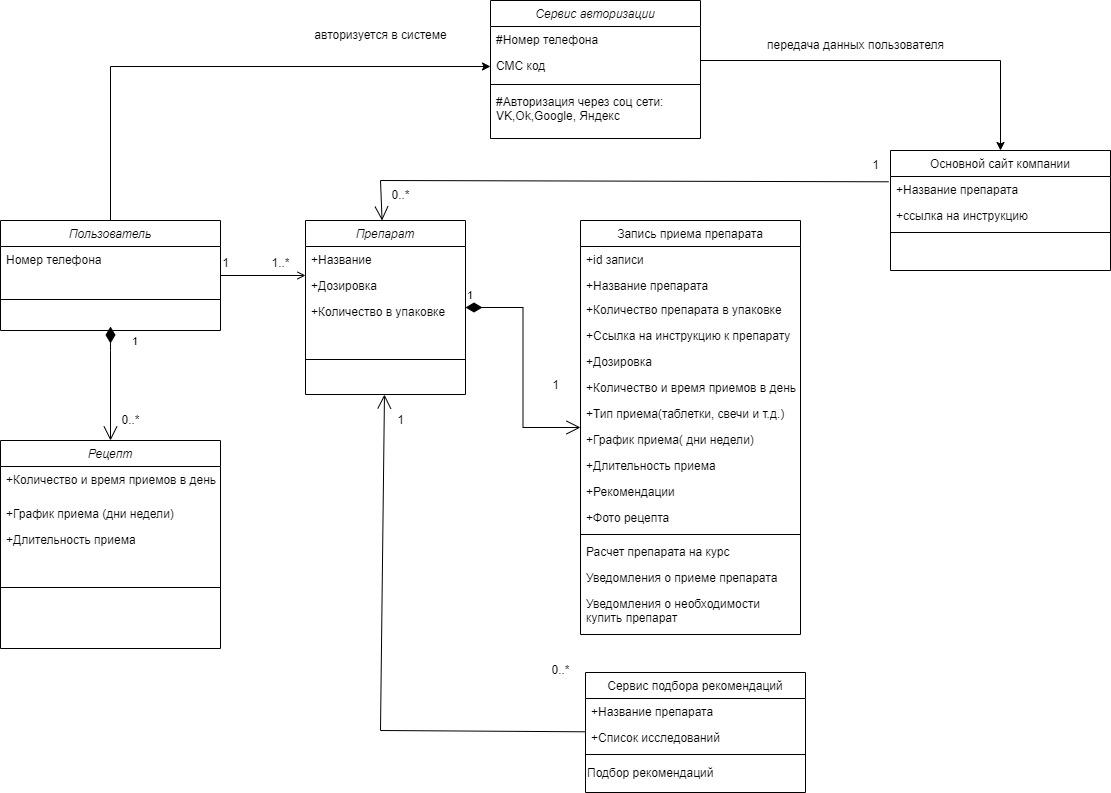 Сервис авторизации
#Номер телефона
СМС код
#Авторизация через соц сети:
VK,Ok,Google, Яндекс
авторизуется в системе
передача данных пользователя
Основной сайт компании
+Название препарата
+ссылка на инструкцию
1
0..*
Пользователь
Номер телефона
1
1..*
Препарат
+Название
+Дозировка
+Количество в упаковке
1
1
Запись приема препарата
+id записи
+Название препарата
+Количество препарата в упаковке
+Ссылка на инструкцию к препарату
+Дозировка
+Количество и время приемов в день
+Тип приема(таблетки, свечи и т.д.)
+График приема( дни недели)
+Длительность приема
+Рекомендации
+Фото рецепта
Расчет препарата на курс
Уведомления о приеме препарата
Уведомления о необходимости
купить препарат
1
0..*
Рецепт
+Количество и время приемов в день
+График приема (дни недели)
+Длительность приема
1
0..*
Сервис подбора рекомендаций
+Название препарата
+Список исследований
Подбор рекомендаций